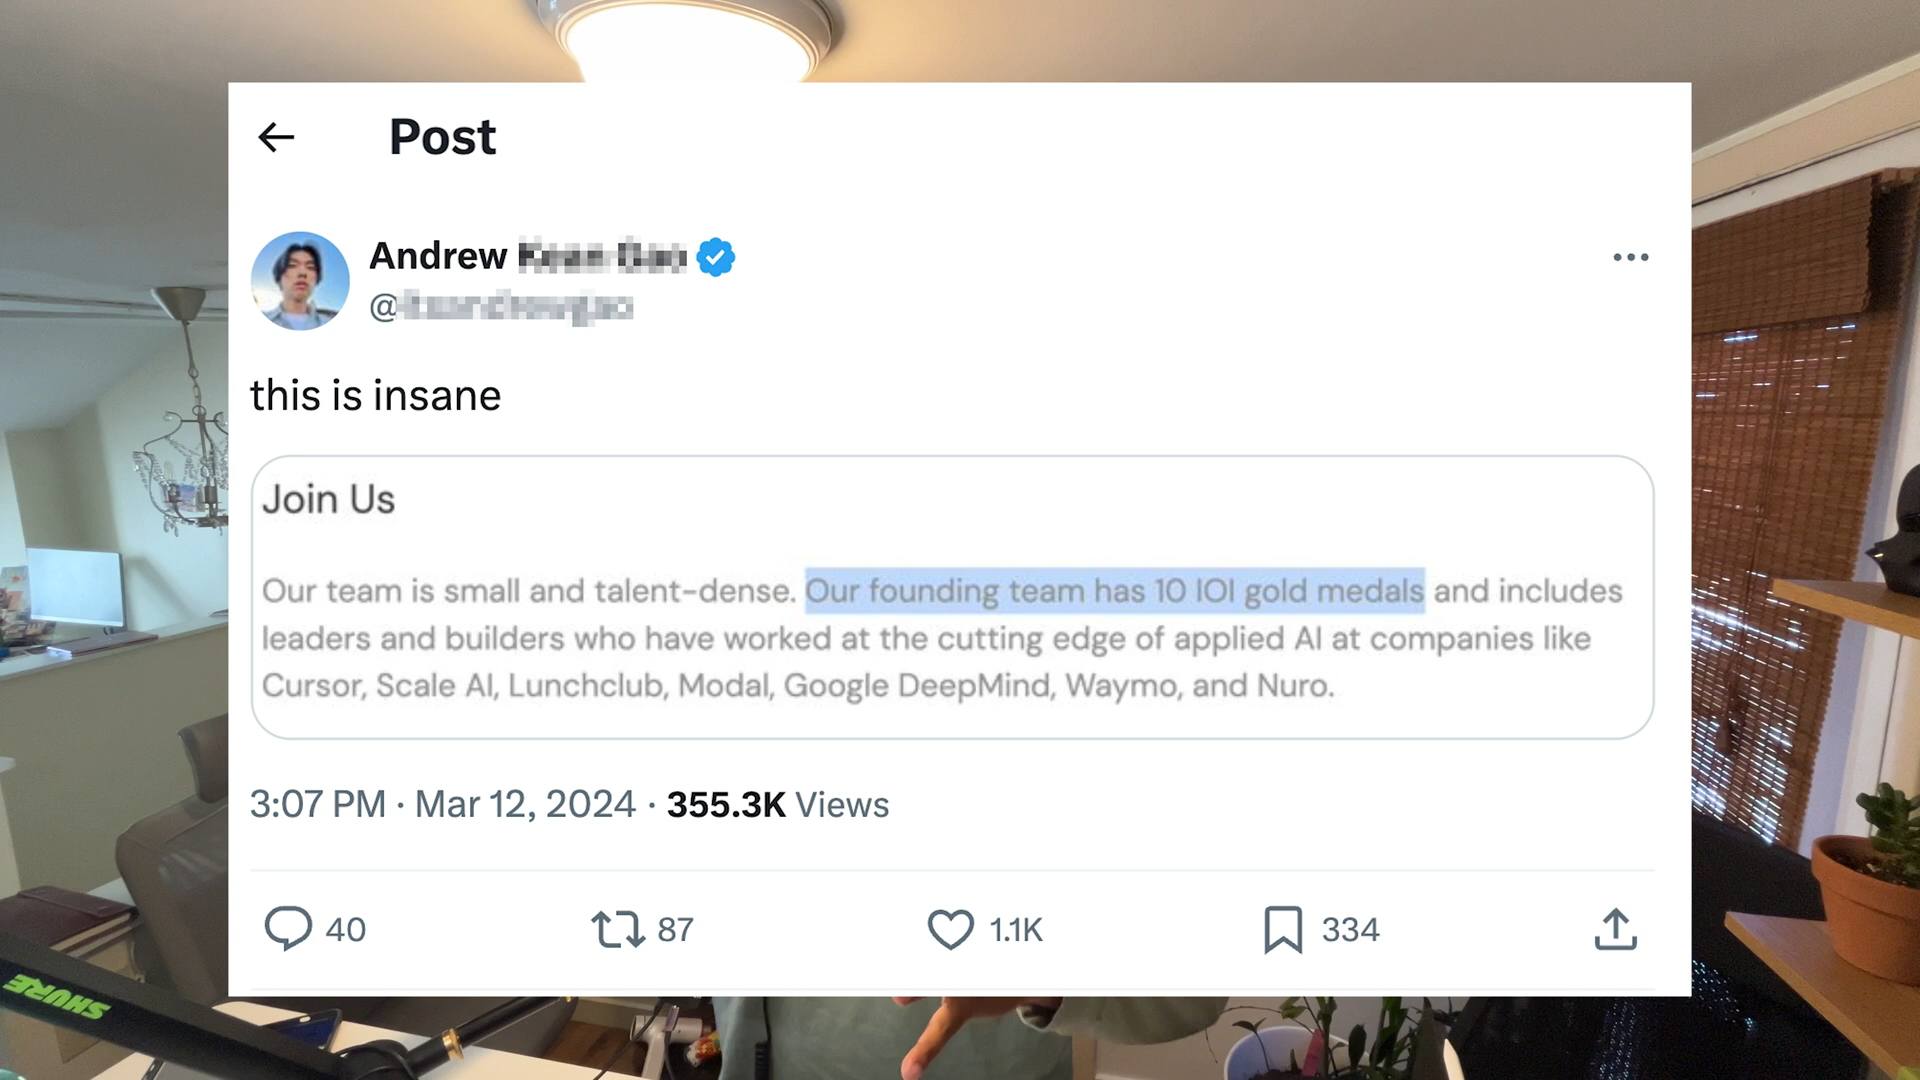 Post
Andrew
@
this is insane
Join Us
Our team is small and talent-dense. Our founding team has 10 IOI gold medals and includes
leaders and builders who have worked at the cutting edge of applied AI at companies like
Cursor, Scale AI, Lunchclub, Modal, Google DeepMind, Waymo, and Nuro.
3:07 PM · Mar 12, 2024 · 355.3K Views
40 87 1.1K 334
SHURE